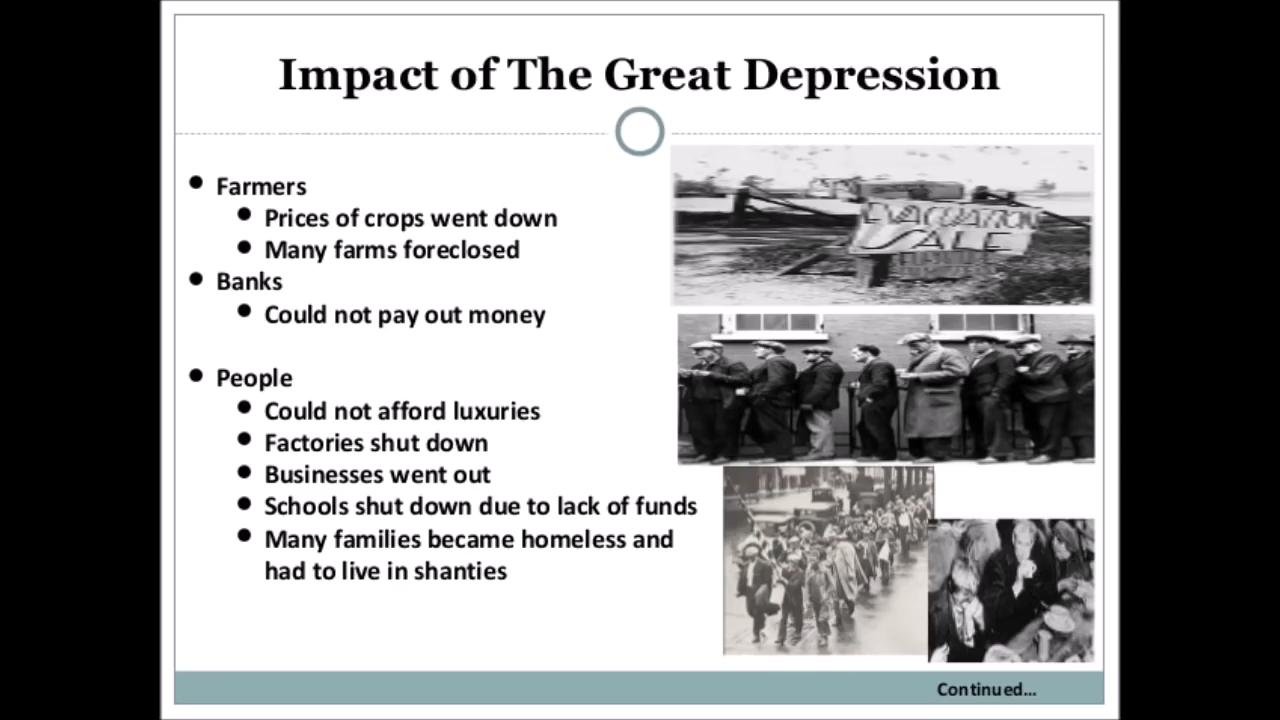 Impact of The Great Depression
• Farmers
• Prices of crops went down
• Many farms foreclosed
• Banks
• Could not pay out money
• People
• Could not afford luxuries
• Factories shut down
• Businesses went out
• Schools shut down due to lack of funds
• Many families became homeless and
had to live in shanties
EVACUATION
SALE
Continued...